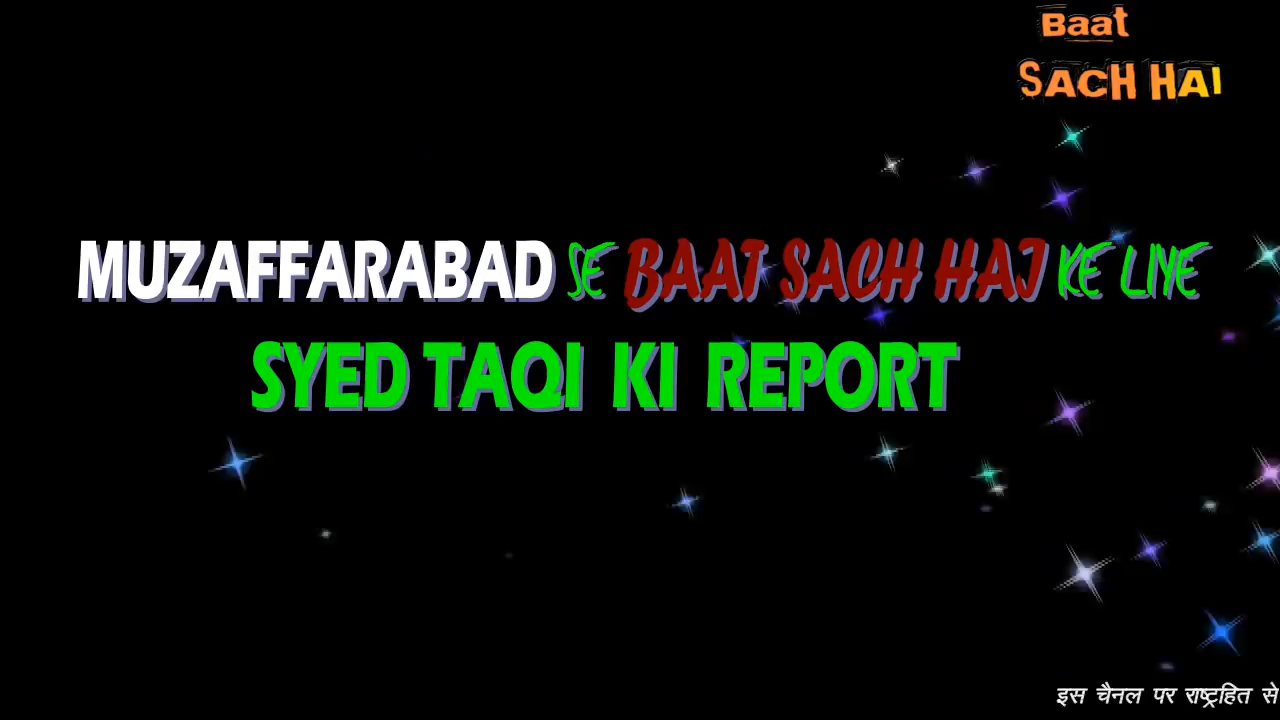 Baat
SACH HAI
MUZAFFARABAD SE BAAT SACH HAI KE LIYE
SYED TAQI KI REPORT
इस चैनल पर राष्ट्रहित से